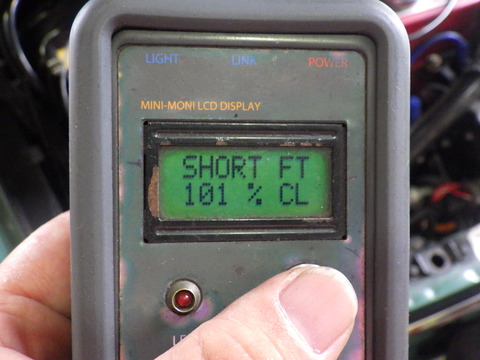 LIGHT LINK POWER
MINI-MONI LCD DISPLAY
SHORT FT
101 % CL